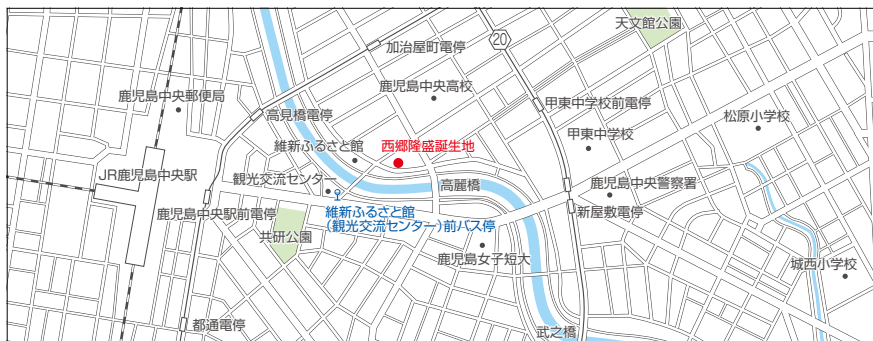 天文館公園
20
加治屋町電停
鹿児島中央高校
鹿児島中央郵便局
甲東中学校前電停
高見橋電停
松原小学校
甲東中学校
維新ふるさと館
西郷隆盛誕生地
JR鹿児島中央駅
観光交流センター
高麗橋
鹿児島中央警察署
鹿児島中央駅前電停
維新ふるさと館
(観光交流センター)前バス停
新屋敷電停
共研公園
鹿児島女子短大
城西小学校
都通電停
武之橋